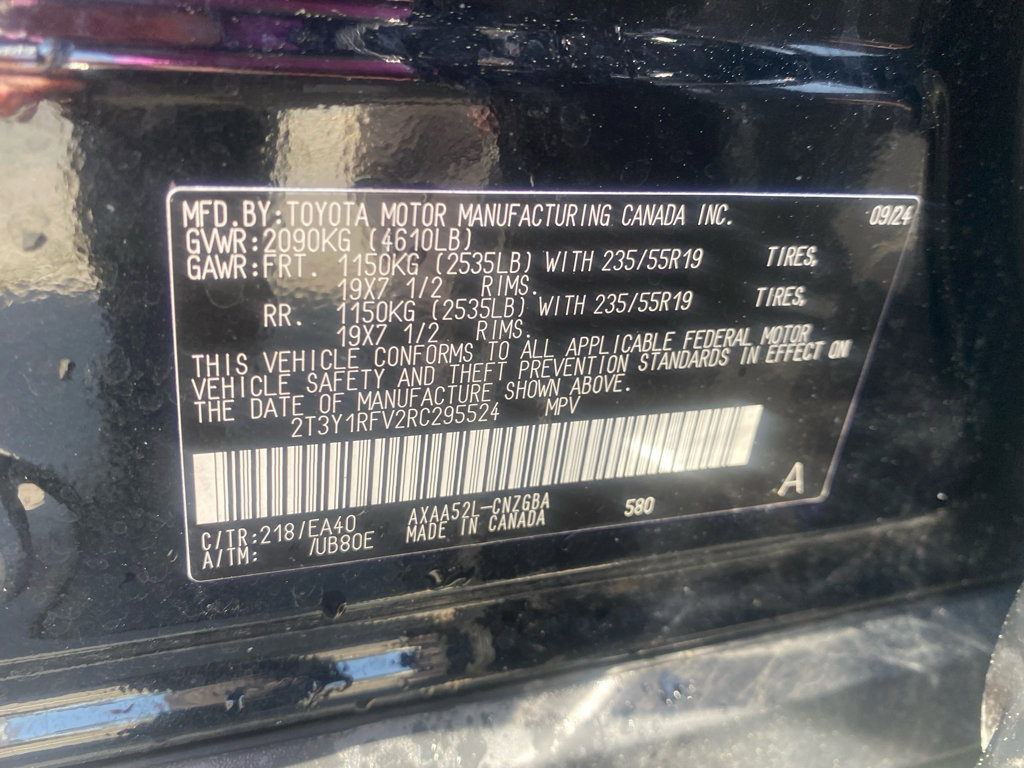 MFD.BY:TOYOTA MOTOR MANUFACTURING CANADA INC. 09/24
GVWR:2090KG (4610LB)
GAWR:FRT. 1150KG (2535LB) WITH 235/55R19 TIRES,
19X7 1/2 RIMS.
RR. 1150KG (2535LB) WITH 235/55R19 TIRES,
19X7 1/2 RIMS.
THIS VEHICLE CONFORMS TO ALL APPLICABLE FEDERAL MOTOR
VEHICLE SAFETY AND THEFT PREVENTION STANDARDS IN EFFECT ON
THE DATE OF MANUFACTURE SHOWN ABOVE.
2T3Y1RFV2RC295524 MPV
A
C/TR:218/EA40 AXAA52L-CNZGBA 580
A/TM: /UB80E MADE IN CANADA